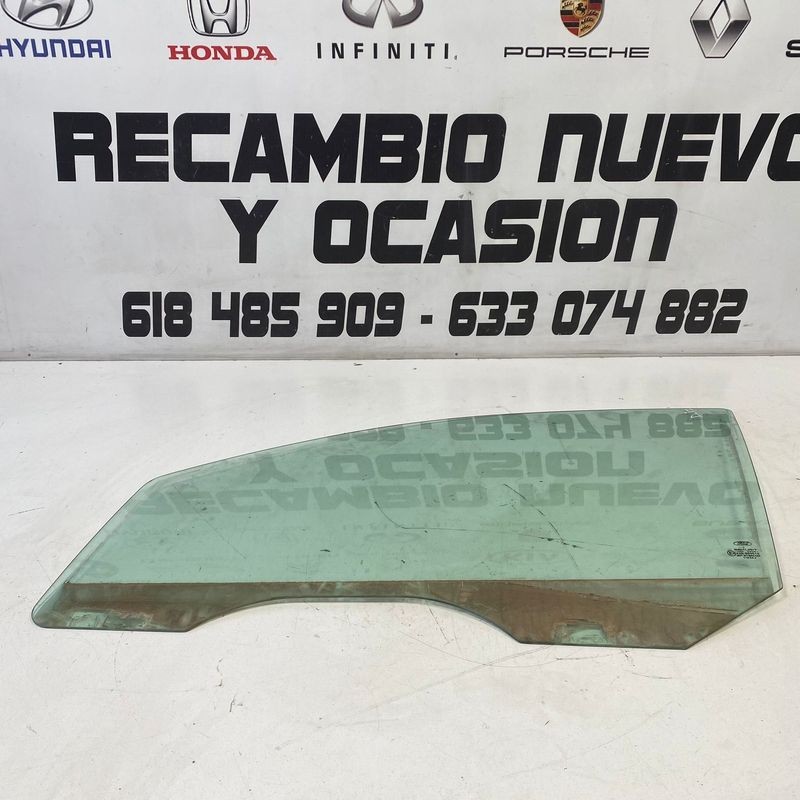 HYUNDAI HONDA INFINITI PORSCHE
RECAMBIO NUEVO
Y OCASION
618 485 909 - 633 074 882